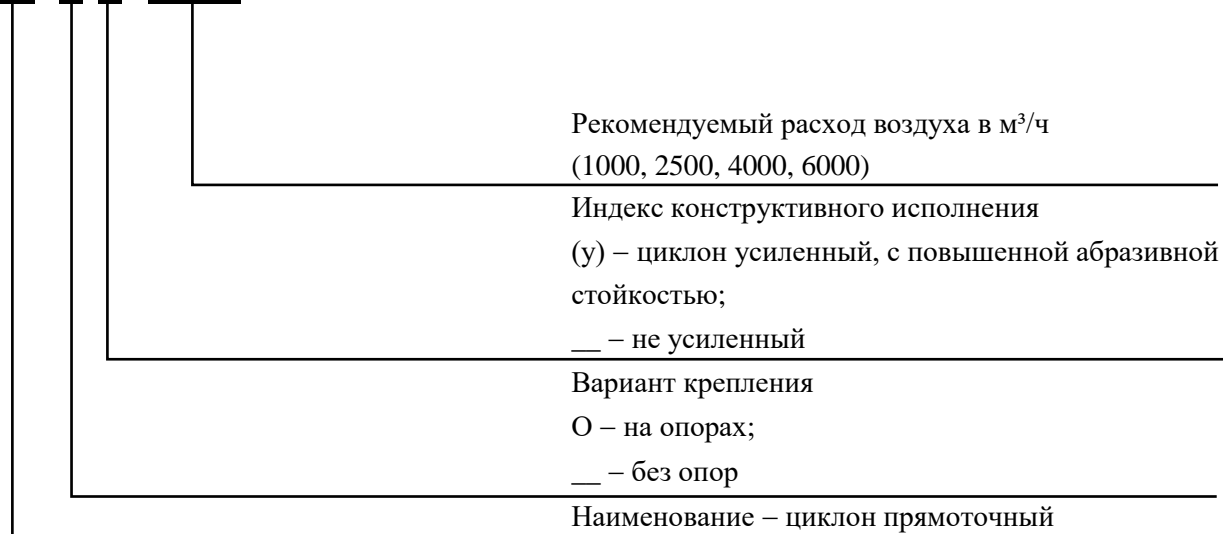 Рекомендуемый расход воздуха в м³/ч
(1000, 2500, 4000, 6000)
Индекс конструктивного исполнения
(у) – циклон усиленный, с повышенной абразивной
стойкостью;
__ – не усиленный
Вариант крепления
О – на опорах;
__ – без опор
Наименование – циклон прямоточный